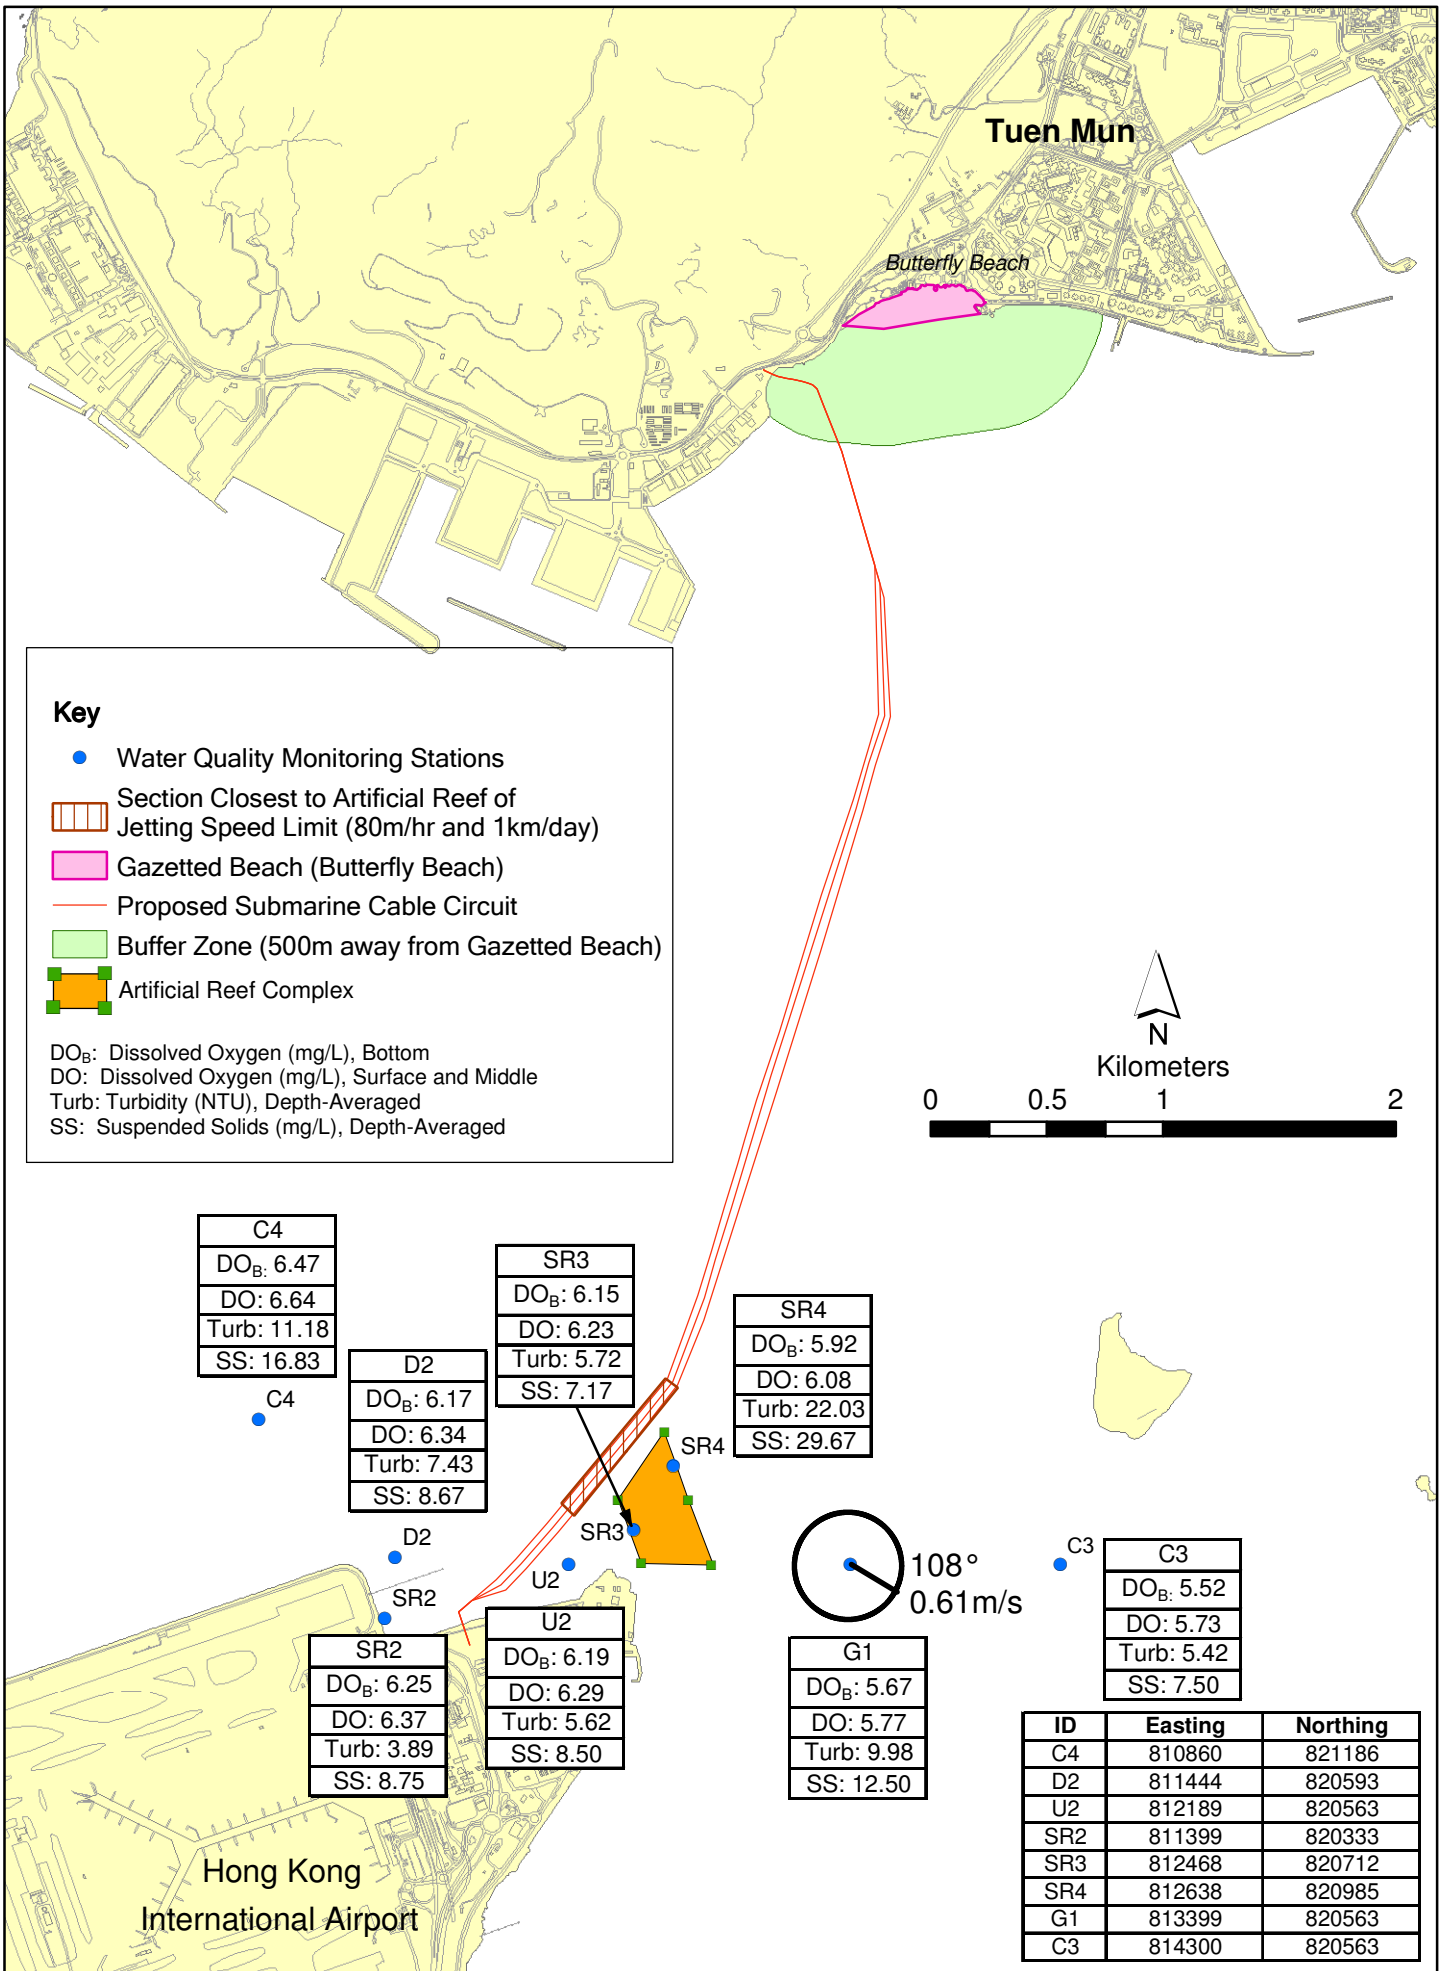 Tuen Mun
Butterfly Beach
Key
Water Quality Monitoring Stations
Section Closest to Artificial Reef of
Jetting Speed Limit (80m/hr and 1km/day)
Gazetted Beach (Butterfly Beach)
Proposed Submarine Cable Circuit
Buffer Zone (500m away from Gazetted Beach)
Artificial Reef Complex
DOB: Dissolved Oxygen (mg/L), Bottom
DO: Dissolved Oxygen (mg/L), Surface and Middle
Turb: Turbidity (NTU), Depth-Averaged
SS: Suspended Solids (mg/L), Depth-Averaged
N
Kilometers
0 0.5 1 2
C4
DOB: 6.47
DO: 6.64
Turb: 11.18
SS: 16.83
C4
SR3
DOB: 6.15
DO: 6.23
Turb: 5.72
SS: 7.17
SR4
DOB: 5.92
DO: 6.08
Turb: 22.03
SS: 29.67
D2
DOB: 6.17
DO: 6.34
Turb: 7.43
SS: 8.67
SR4
SR3
D2
U2
SR2
108°
0.61m/s
C3
C3
DOB: 5.52
DO: 5.73
Turb: 5.42
SS: 7.50
SR2
DOB: 6.25
DO: 6.37
Turb: 3.89
SS: 8.75
U2
DOB: 6.19
DO: 6.29
Turb: 5.62
SS: 8.50
G1
DOB: 5.67
DO: 5.77
Turb: 9.98
SS: 12.50
ID Easting Northing
C4 810860 821186
D2 811444 820593
U2 812189 820563
SR2 811399 820333
SR3 812468 820712
SR4 812638 820985
G1 813399 820563
C3 814300 820563
Hong Kong
International Airport